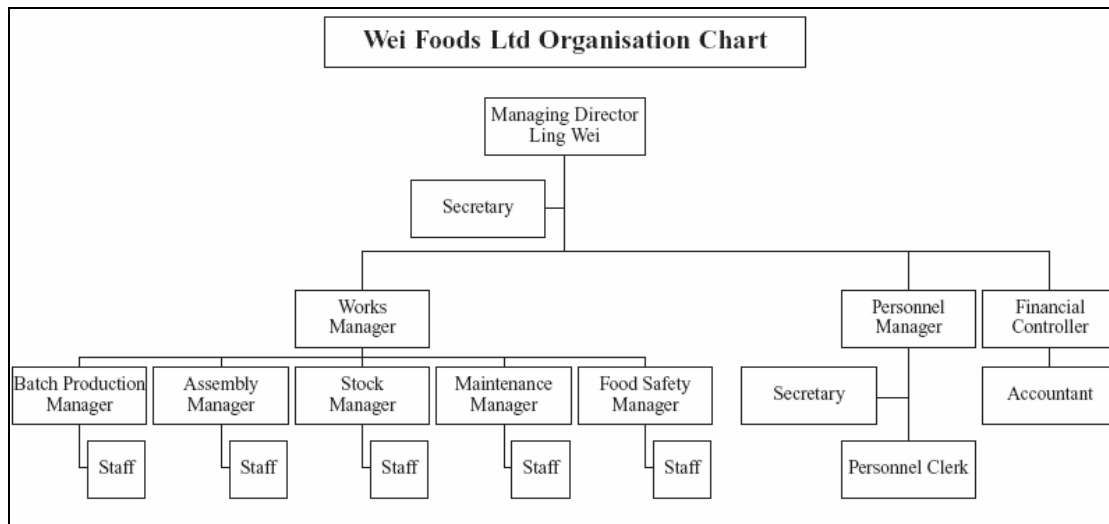 Wei Foods Ltd Organisation Chart
Managing Director
Ling Wei
Secretary
Works
Manager
Personnel
Manager
Financial
Controller
Batch Production
Manager
Assembly
Manager
Stock
Manager
Maintenance
Manager
Food Safety
Manager
Secretary
Accountant
Staff
Staff
Staff
Staff
Staff
Personnel Clerk